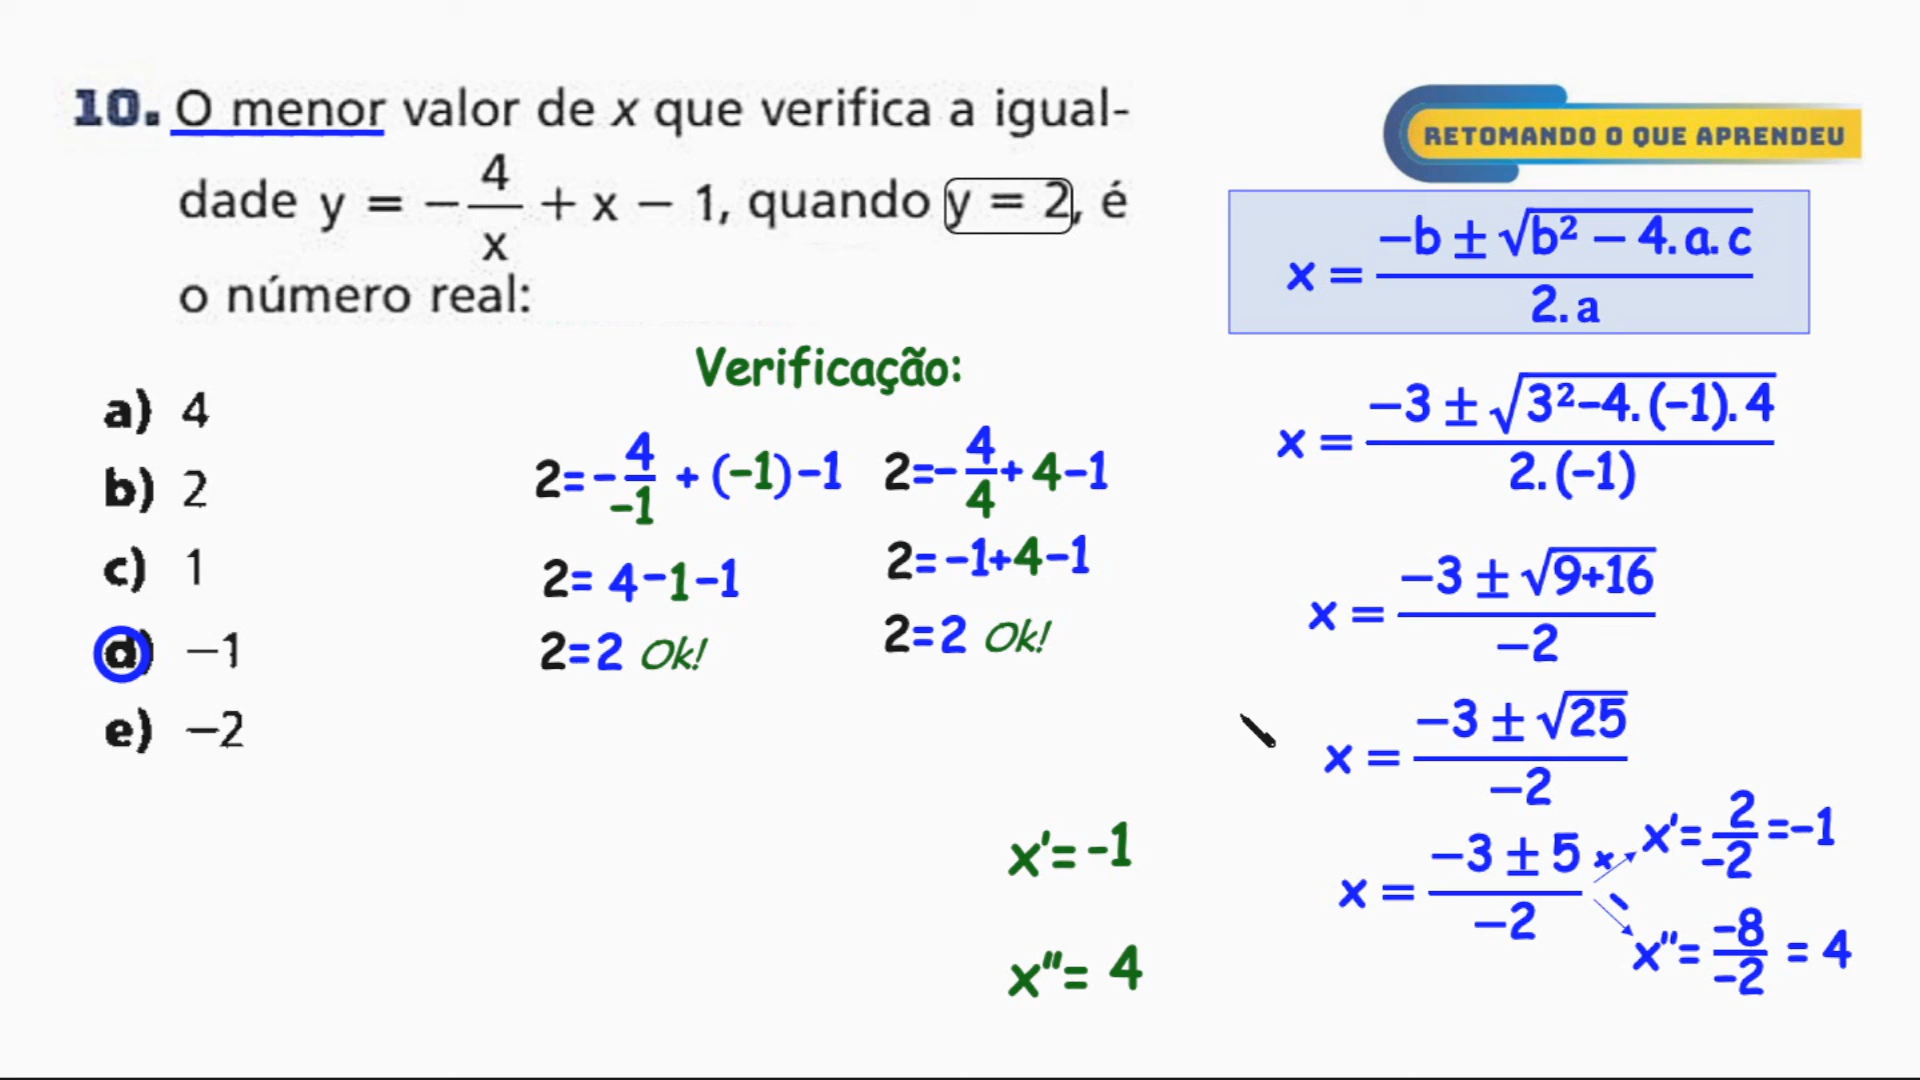 10. O menor valor de x que verifica a igual-
dade y = −4/x + x − 1, quando y = 2, é
o número real:
a) 4
b) 2
c) 1
d) −1
e) −2
Verificação:
2=-4/-1 + (-1)-1
2= 4-1-1
2=2 Ok!
2=-4/4+4-1
2=-1+4-1
2=2 Ok!
x'= -1
x"= 4
RETOMANDO O QUE APRENDEU
x = (−b ± √(b² − 4.a.c))/(2.a)
x = (−3 ± √(3²−4.(−1).4))/(2.(−1))
x = (−3 ± √(9+16))/(−2)
x = (−3 ± √25)/(−2)
x = (−3 ± 5)/(−2)
x'= 2/−2 =−1
x"= −8/−2 = 4